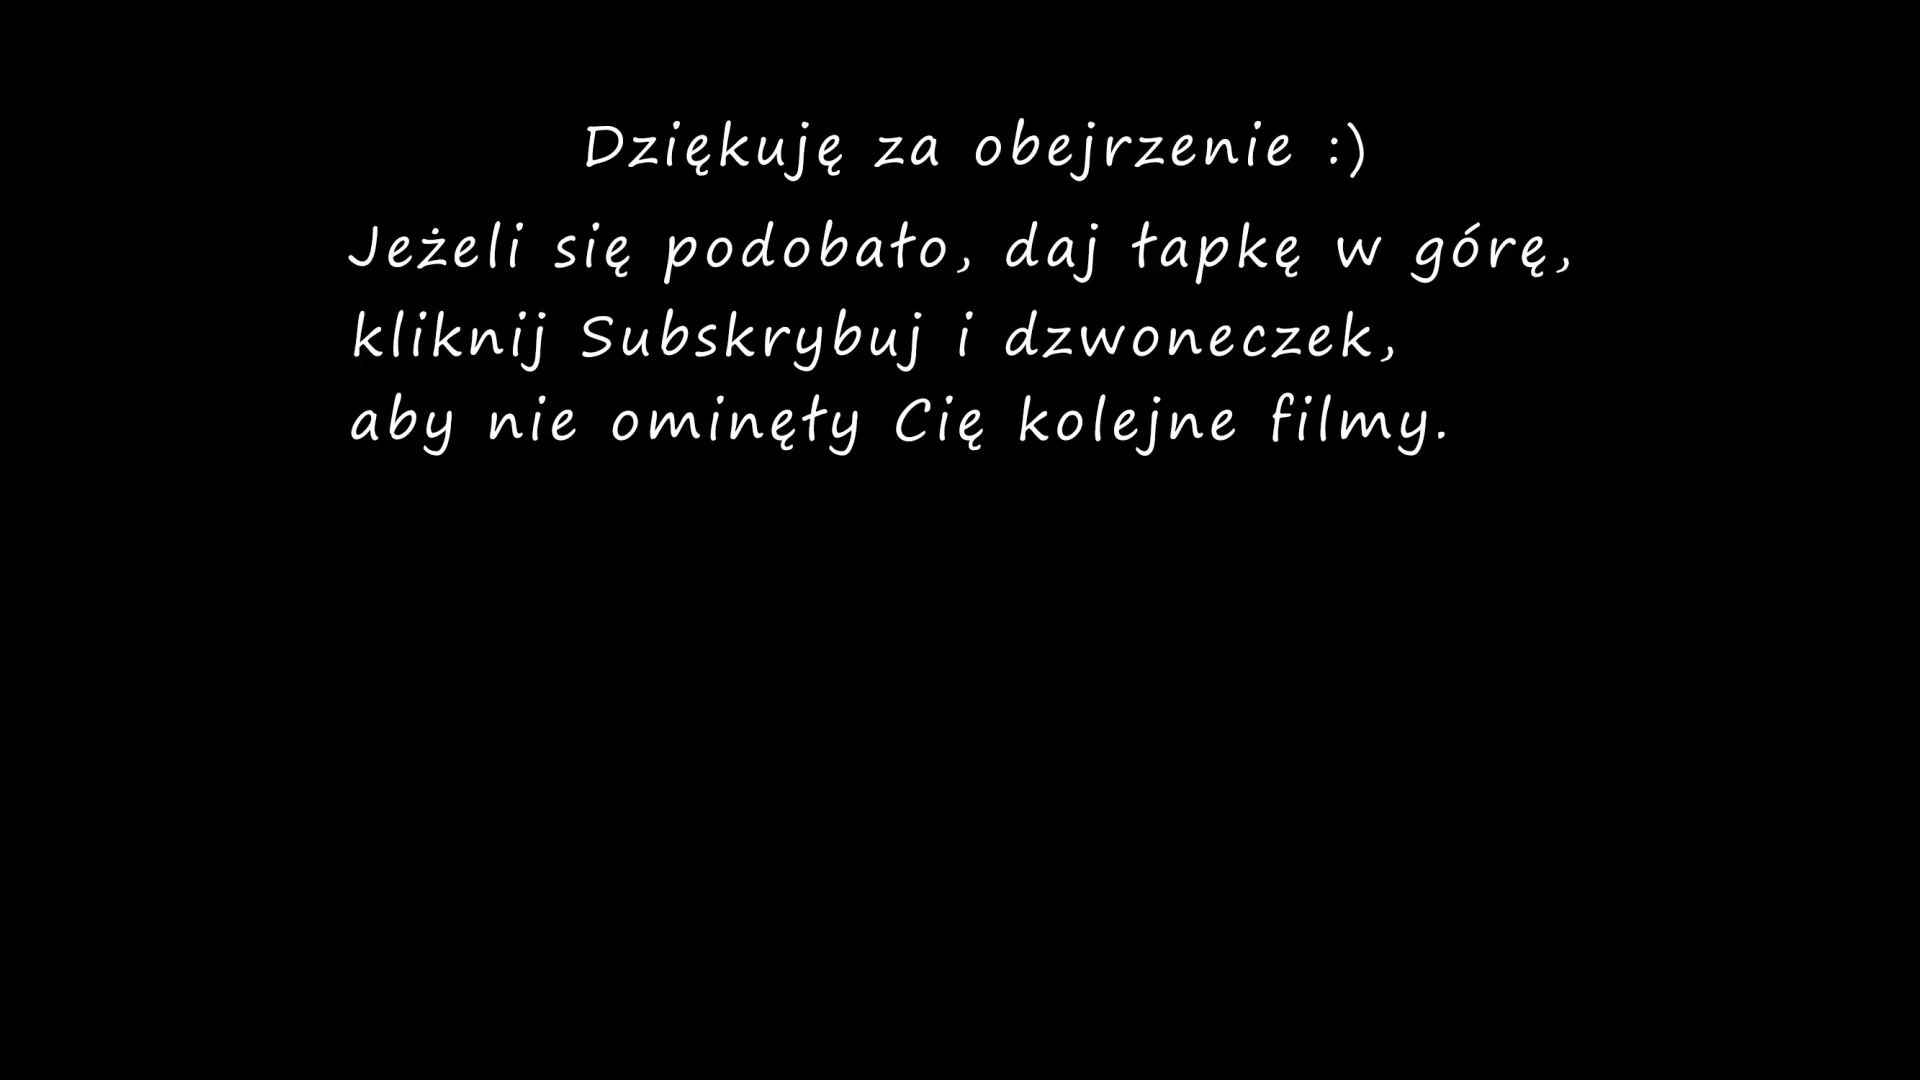 Dziękuję za obejrzenie :)
Jeżeli się podobało, daj łapkę w górę,
kliknij Subskrybuj i dzwoneczek,
aby nie ominęły Cię kolejne filmy.